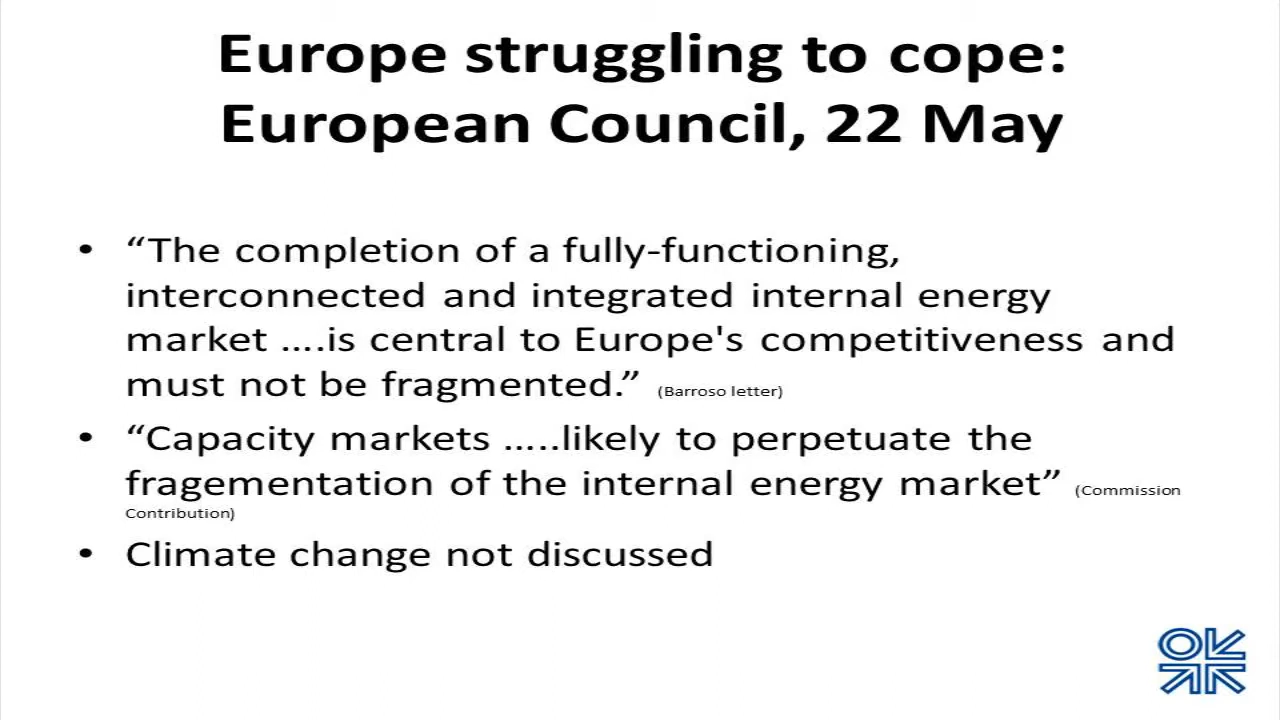 Europe struggling to cope:
European Council, 22 May
• “The completion of a fully-functioning,
interconnected and integrated internal energy
market ….is central to Europe's competitiveness and
must not be fragmented.” (Barroso letter)
• “Capacity markets …..likely to perpetuate the
fragementation of the internal energy market” (Commission
Contribution)
• Climate change not discussed